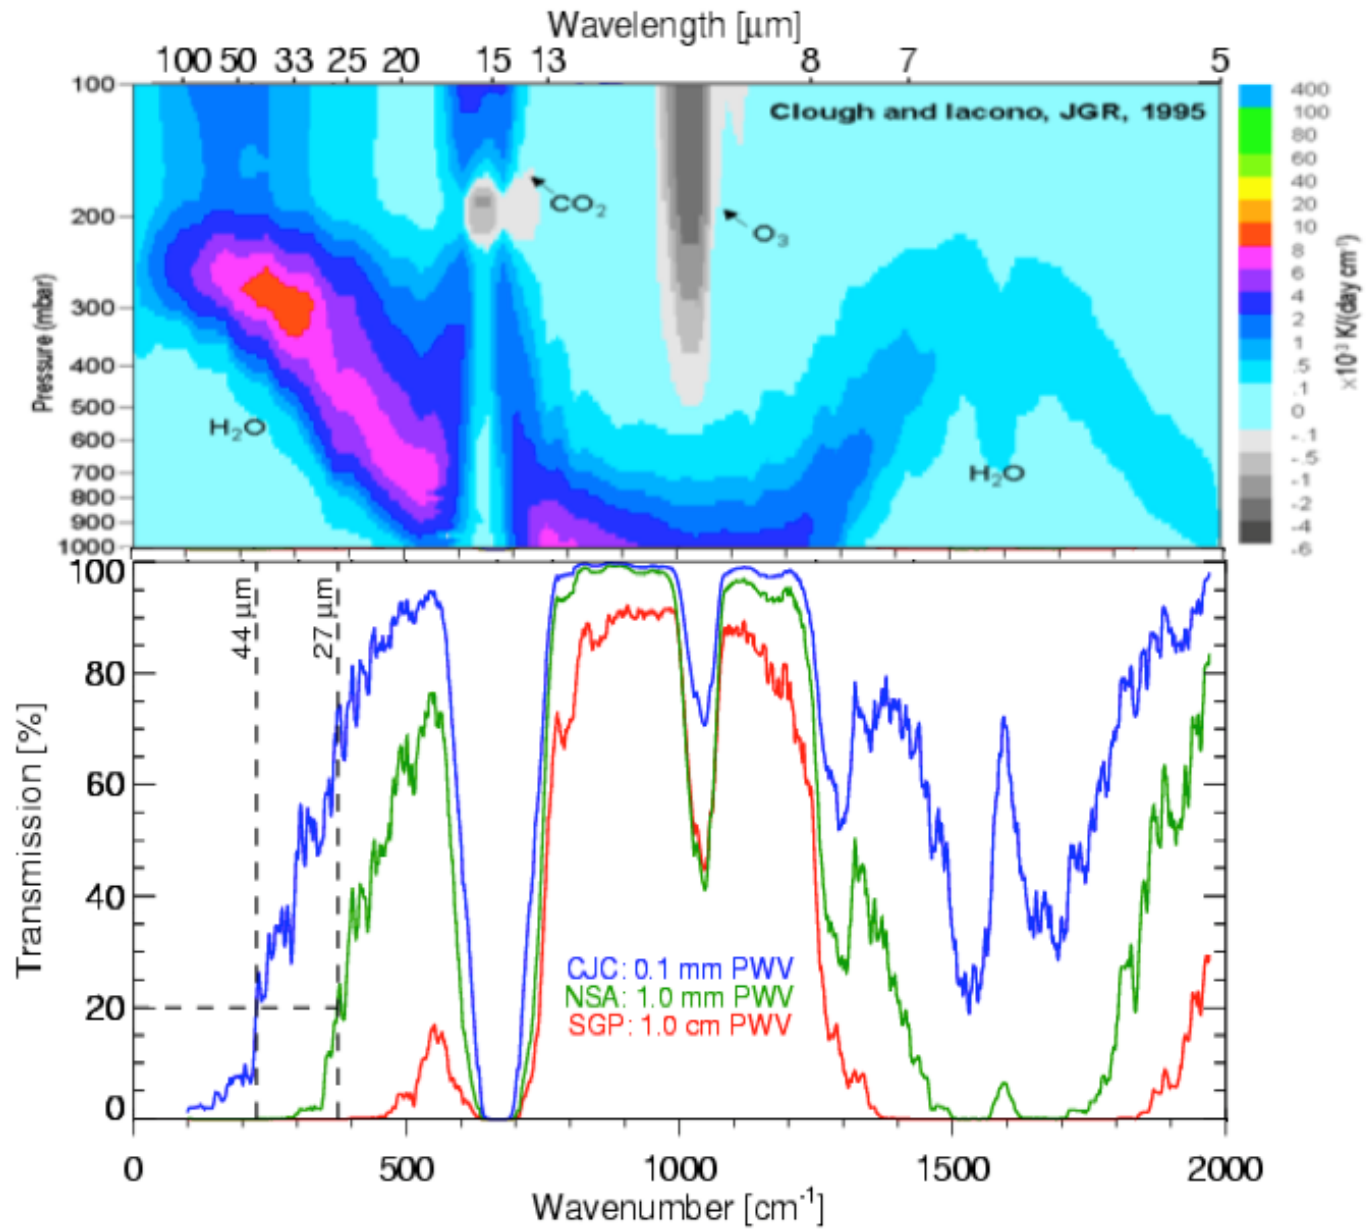 Wavelength [µm]
100 50 33 25 20 15 13 8 7 5
Clough and Iacono, JGR, 1995
100
200
300
400
500
600
700
800
900
1000
Pressure (mbar)
CO₂
O₃
H₂O
H₂O
400
100
80
60
40
20
10
8
6
4
2
1
.5
.1
0
-.1
-.5
-1
-2
-4
-6
x10³ K/(day cm⁻¹)
100
80
60
40
20
0
Transmission [%]
44 µm
27 µm
CJC: 0.1 mm PWV
NSA: 1.0 mm PWV
SGP: 1.0 cm PWV
0 500 1000 1500 2000
Wavenumber [cm⁻¹]